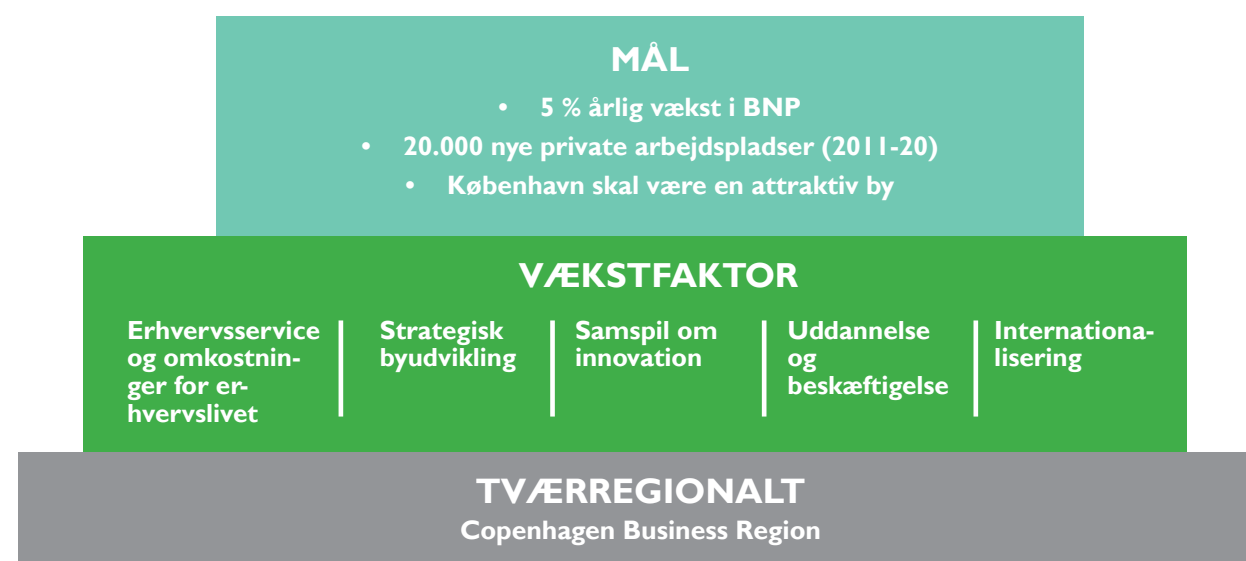 MÅL
• 5 % årlig vækst i BNP
• 20.000 nye private arbejdspladser (2011-20)
• København skal være en attraktiv by
VÆKSTFAKTOR
Erhvervsservice
og omkostnin-
ger for er-
hvervslivet
Strategisk
byudvikling
Samspil om
innovation
Uddannelse
og
beskæftigelse
Internationa-
lisering
TVÆRREGIONALT
Copenhagen Business Region